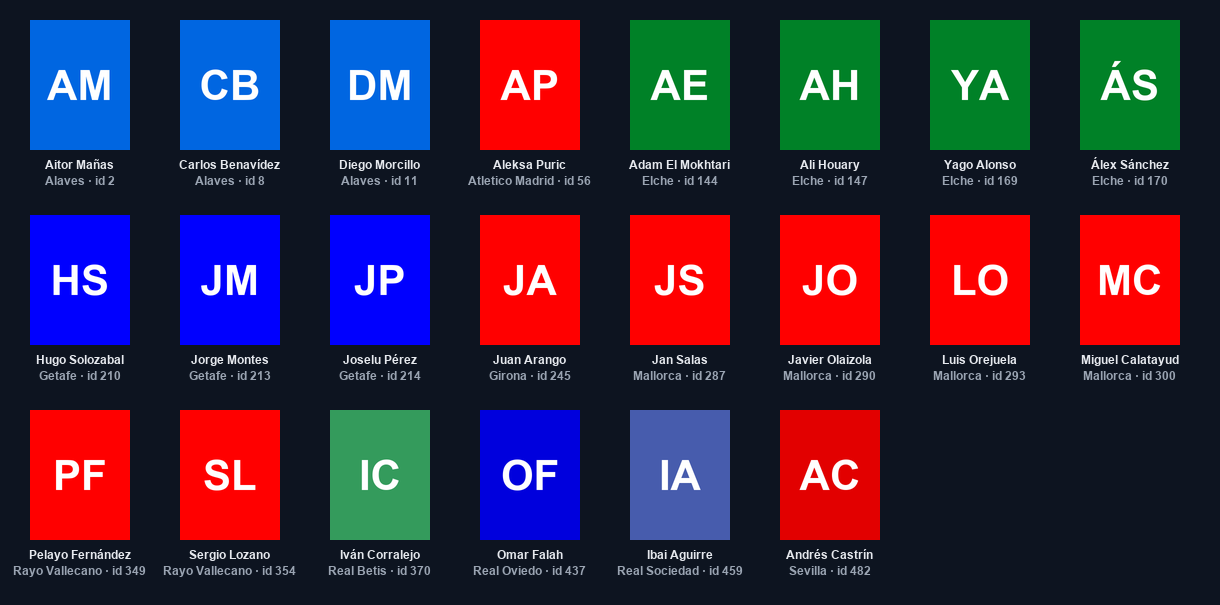 AM CB DM AP AE AH YA ÁS
Aitor Mañas Carlos Benavídez Diego Morcillo Aleksa Puric Adam El Mokhtari Ali Houary Yago Alonso Álex Sánchez
Alaves · id 2 Alaves · id 8 Alaves · id 11 Atletico Madrid · id 56 Elche · id 144 Elche · id 147 Elche · id 169 Elche · id 170
HS JM JP JA JS JO LO MC
Hugo Solozabal Jorge Montes Joselu Pérez Juan Arango Jan Salas Javier Olaizola Luis Orejuela Miguel Calatayud
Getafe · id 210 Getafe · id 213 Getafe · id 214 Girona · id 245 Mallorca · id 287 Mallorca · id 290 Mallorca · id 293 Mallorca · id 300
PF SL IC OF IA AC
Pelayo Fernández Sergio Lozano Iván Corralejo Omar Falah Ibai Aguirre Andrés Castrín
Rayo Vallecano · id 349 Rayo Vallecano · id 354 Real Betis · id 370 Real Oviedo · id 437 Real Sociedad · id 459 Sevilla · id 482